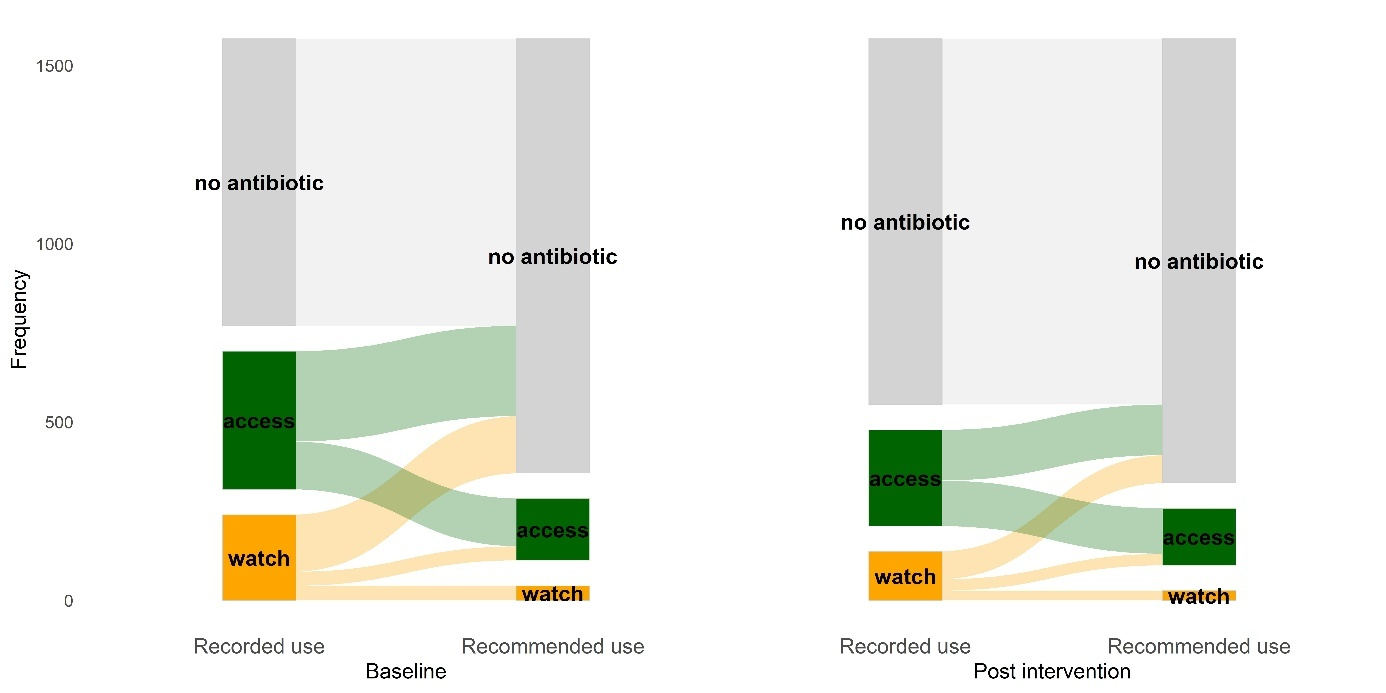 1500
1000
500
0
Frequency
no antibiotic
access
watch
no antibiotic
access
watch
Recorded use
Recommended use
Baseline
no antibiotic
access
watch
no antibiotic
access
watch
Recorded use
Recommended use
Post intervention